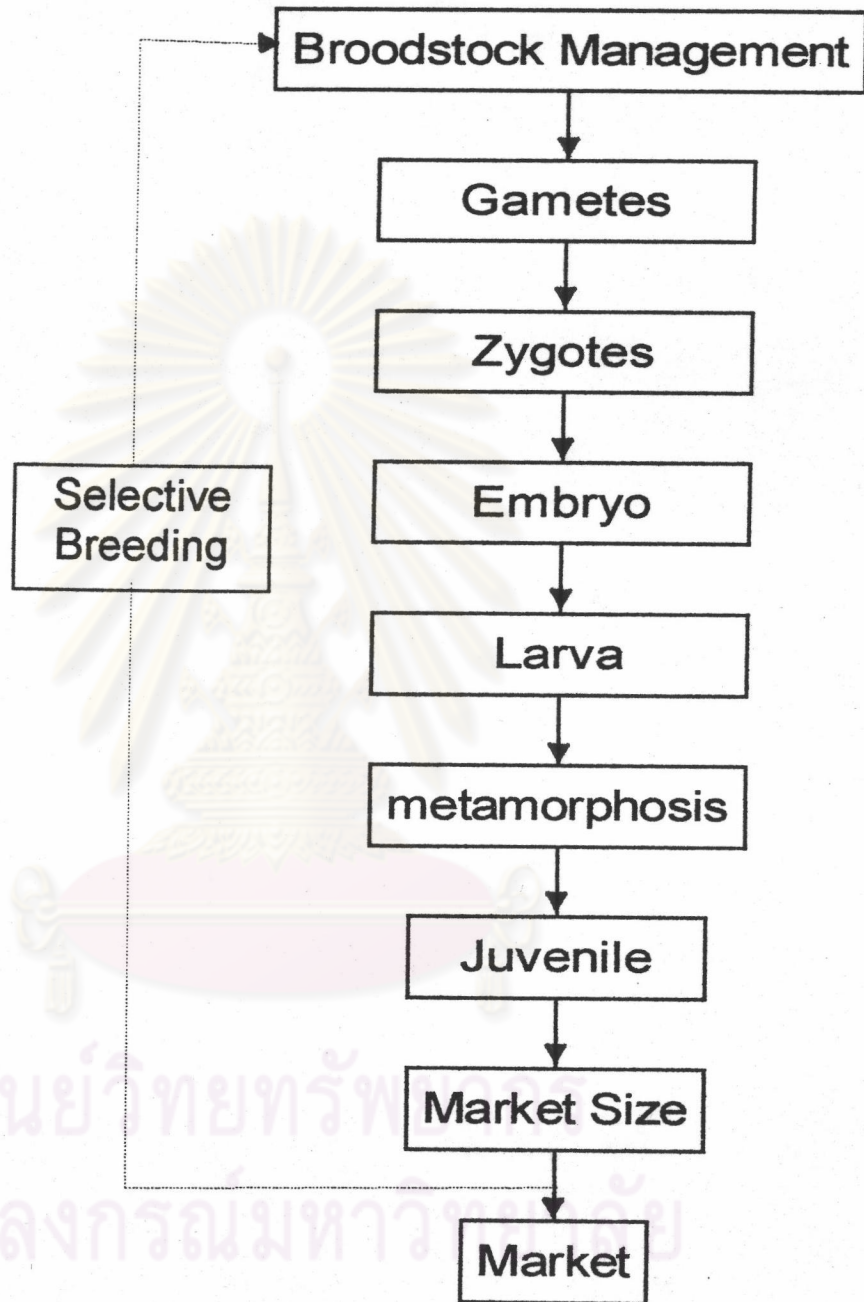 Broodstock Management
Gametes
Zygotes
Embryo
Selective
Breeding
Larva
metamorphosis
Juvenile
Market Size
Market